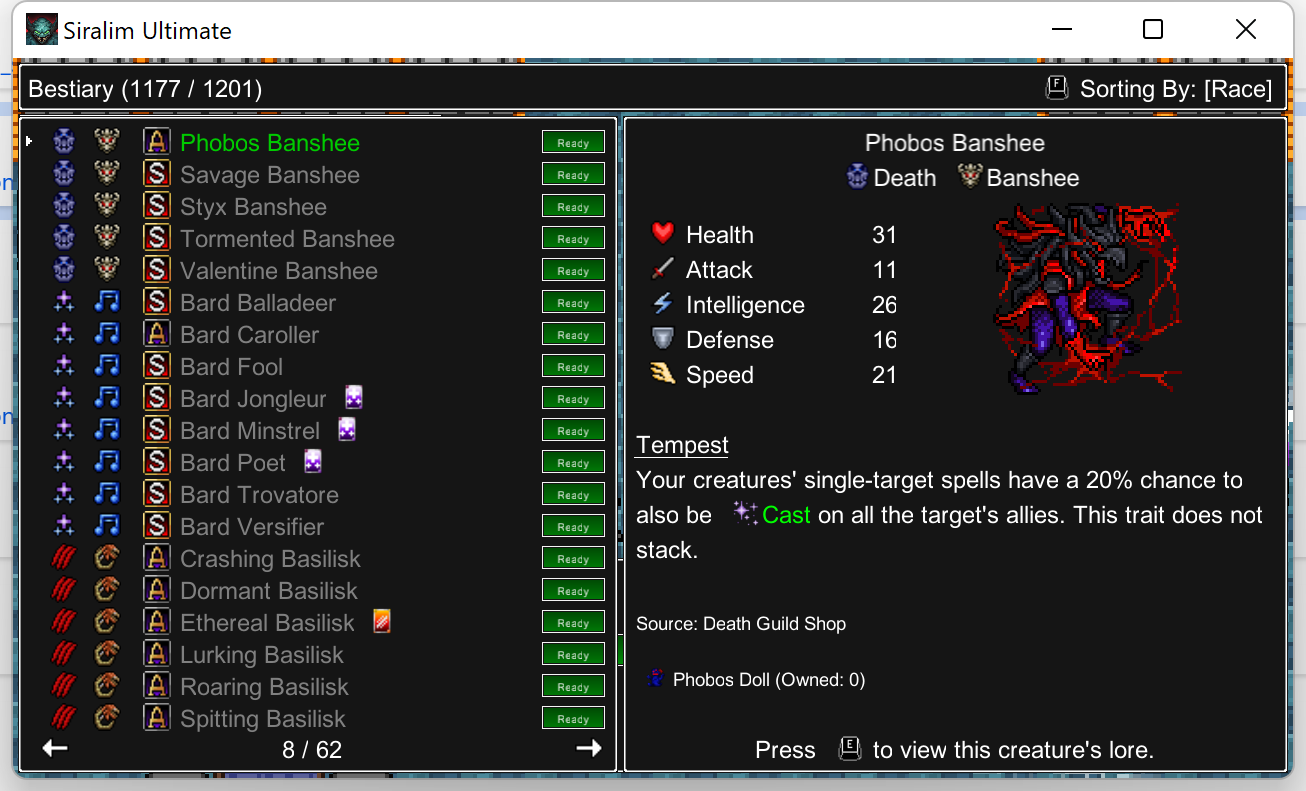 Siralim Ultimate
Bestiary (1177 / 1201)
F Sorting By: [Race]
A Phobos Banshee Ready
S Savage Banshee Ready
S Styx Banshee Ready
S Tormented Banshee Ready
S Valentine Banshee Ready
S Bard Balladeer Ready
A Bard Caroller Ready
S Bard Fool Ready
S Bard Jongleur Ready
S Bard Minstrel Ready
S Bard Poet Ready
S Bard Trovatore Ready
S Bard Versifier Ready
A Crashing Basilisk Ready
A Dormant Basilisk Ready
A Ethereal Basilisk Ready
A Lurking Basilisk Ready
A Roaring Basilisk Ready
A Spitting Basilisk Ready
8 / 62
Phobos Banshee
Death Banshee
Health 31
Attack 11
Intelligence 26
Defense 16
Speed 21
Tempest
Your creatures' single-target spells have a 20% chance to
also be Cast on all the target's allies. This trait does not
stack.
Source: Death Guild Shop
Phobos Doll (Owned: 0)
Press E to view this creature's lore.